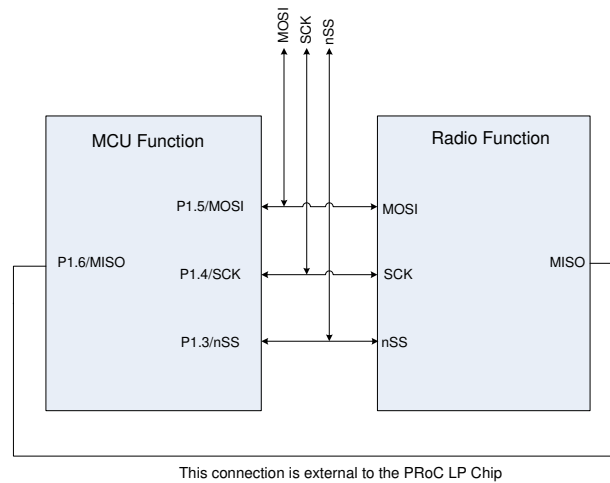 MOSI
SCK
nSS
MCU Function
Radio Function
P1.5/MOSI
MOSI
P1.6/MISO
P1.4/SCK
SCK
MISO
P1.3/nSS
nSS
This connection is external to the PRoC LP Chip